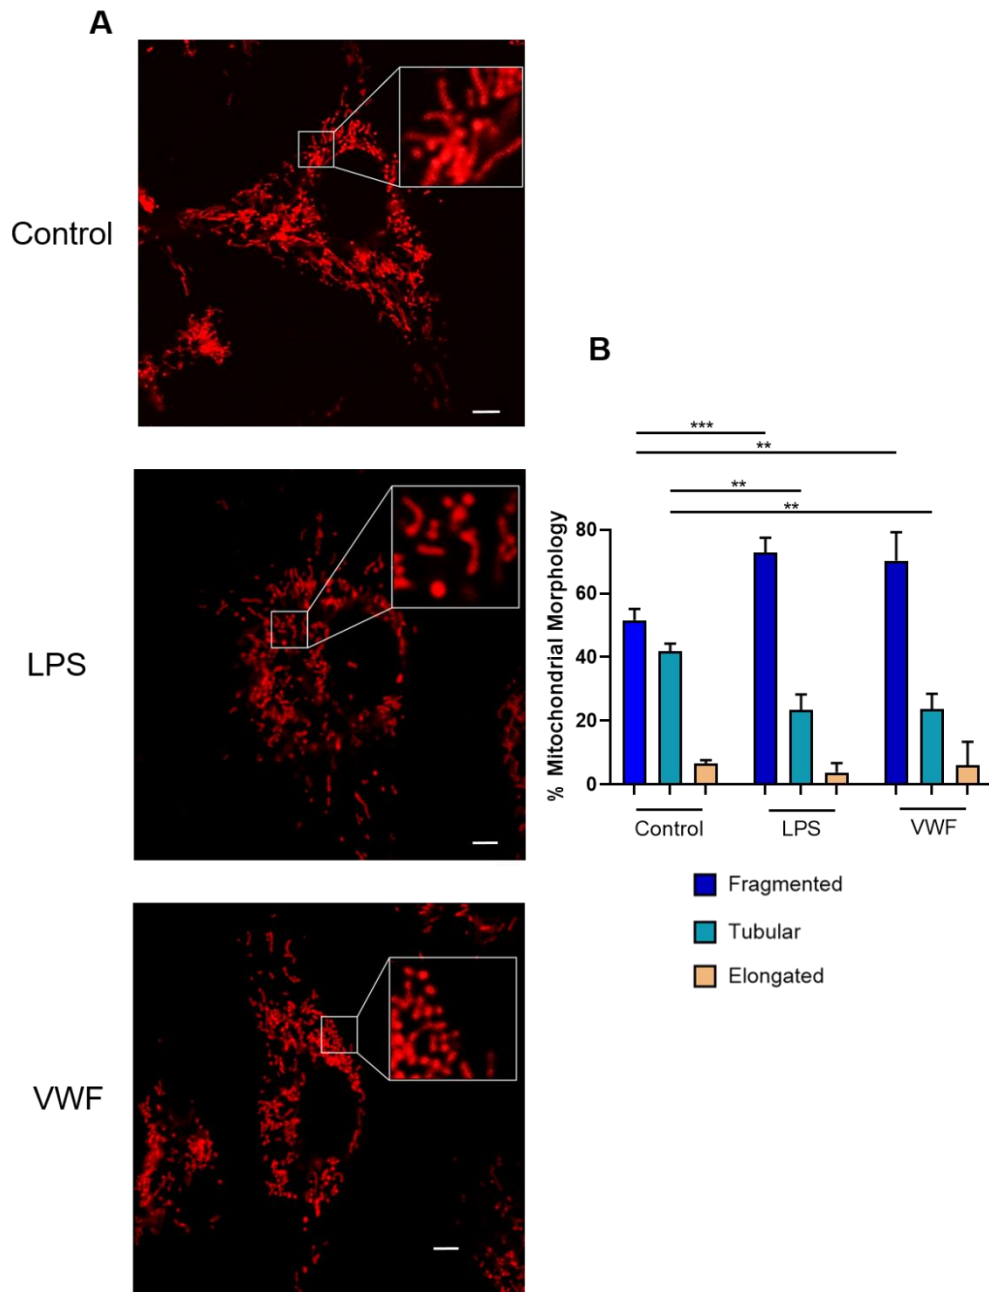 A
Control
LPS
VWF
B
***
**
**
**
% Mitochondrial Morphology
80
60
40
20
0
Control LPS VWF
Fragmented
Tubular
Elongated